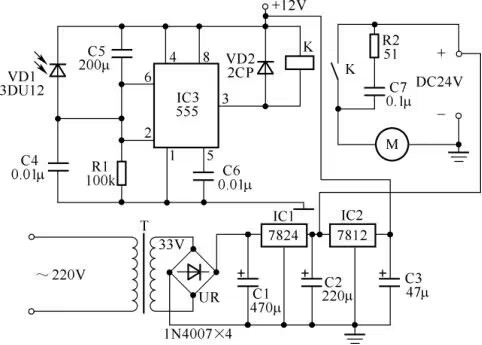 +12V
C5
200μ
4
8
VD2
2CP
K
R2
51
+
VD1
3DU12
6
IC3
555
3
K
C7
0.1μ
DC24V
2
−
M
C4
0.01μ
R1
100k
1
5
C6
0.01μ
T
33V
IC1
7824
IC2
7812
~220V
UR
+
C1
470μ
+
C2
220μ
+
C3
47μ
1N4007×4